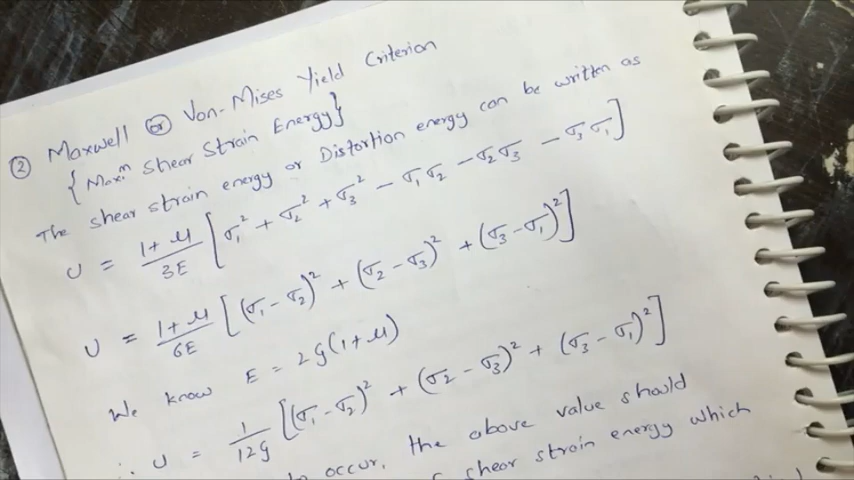 ② Maxwell or Von-Mises Yield Criterion
{Maxm. Shear Strain Energy}
The shear strain energy or Distortion energy can be written as
U = (1+μ)/3E [σ₁² + σ₂² + σ₃² − σ₁σ₂ − σ₂σ₃ − σ₃σ₁]
U = (1+μ)/6E [(σ₁−σ₂)² + (σ₂−σ₃)² + (σ₃−σ₁)²]
We know E = 2G(1+μ)
∴ U = 1/12G [(σ₁−σ₂)² + (σ₂−σ₃)² + (σ₃−σ₁)²]
to occur, the above value should
shear strain energy which